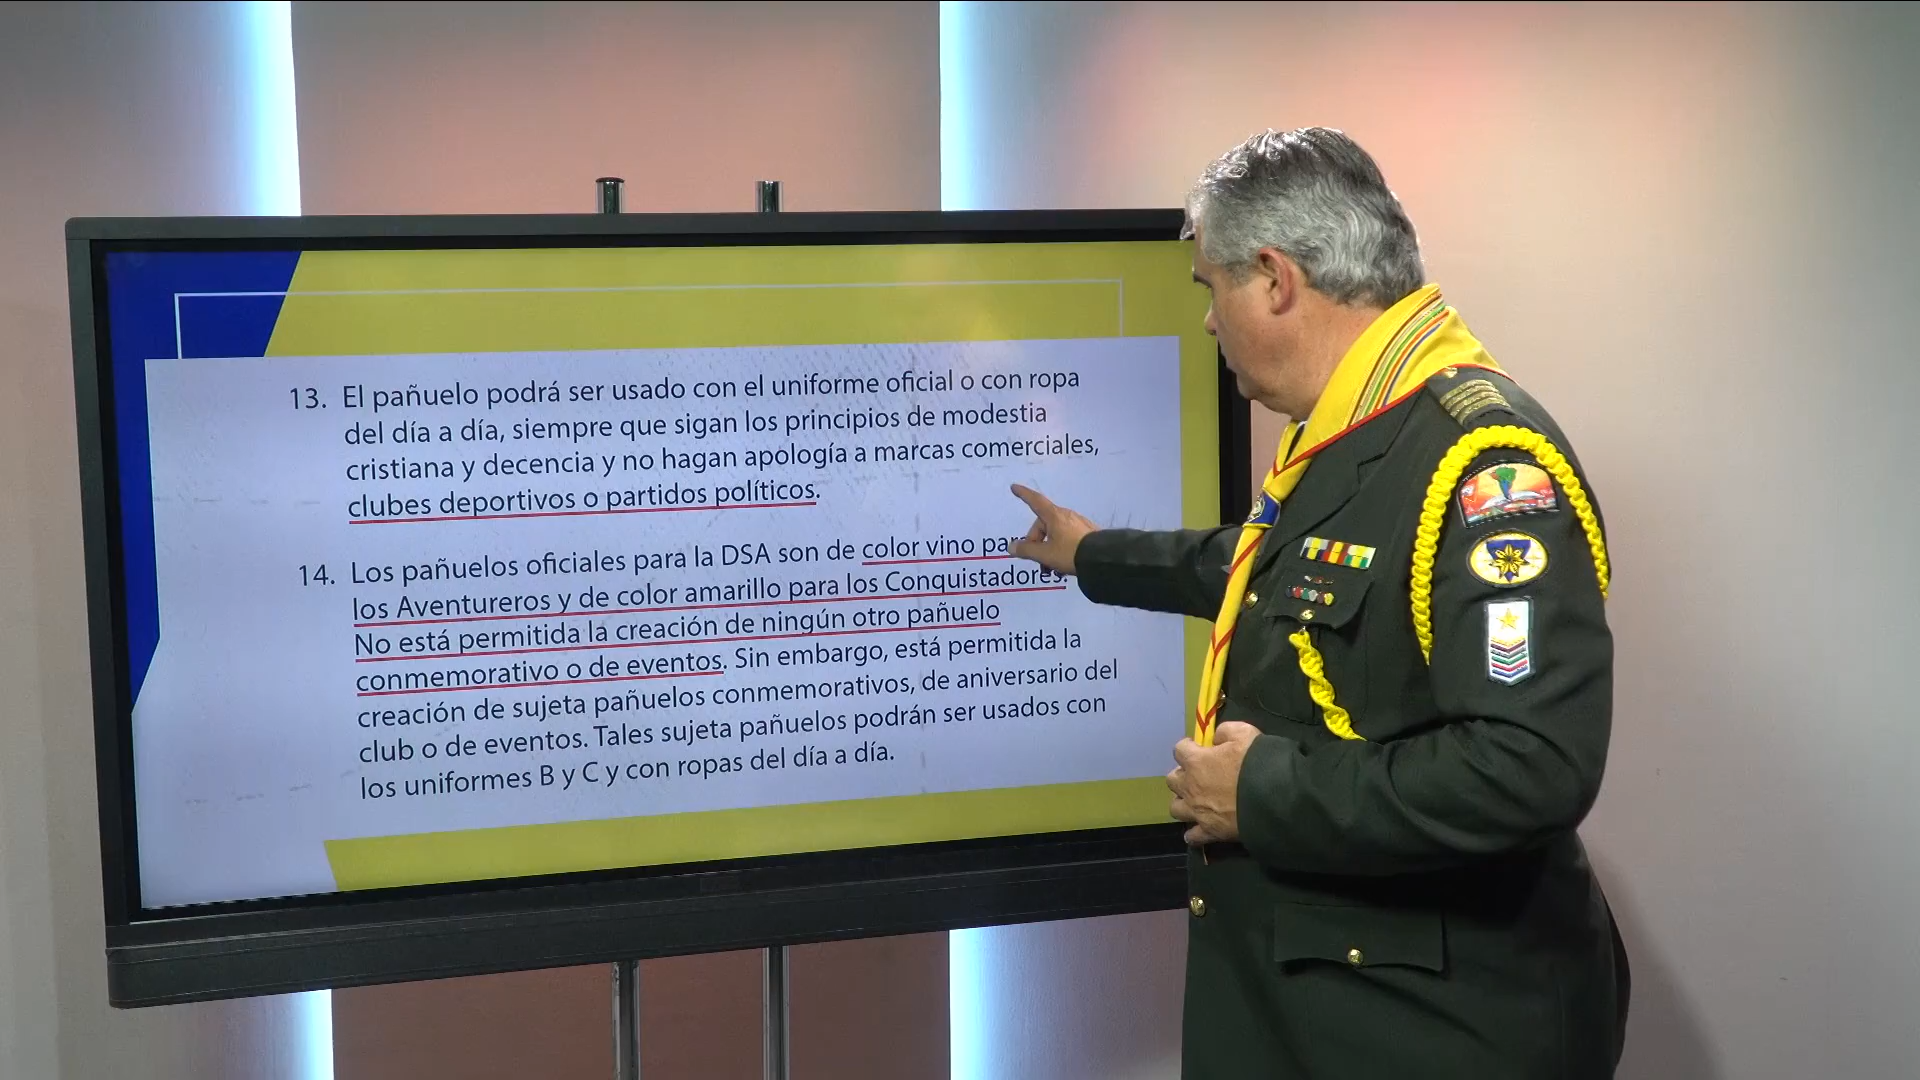 13. El pañuelo podrá ser usado con el uniforme oficial o con ropa
del día a día, siempre que sigan los principios de modestia
cristiana y decencia y no hagan apología a marcas comerciales,
clubes deportivos o partidos políticos.
14. Los pañuelos oficiales para la DSA son de color vino para
los Aventureros y de color amarillo para los Conquistadores.
No está permitida la creación de ningún otro pañuelo
conmemorativo o de eventos. Sin embargo, está permitida la
creación de sujeta pañuelos conmemorativos, de aniversario del
club o de eventos. Tales sujeta pañuelos podrán ser usados con
los uniformes B y C y con ropas del día a día.